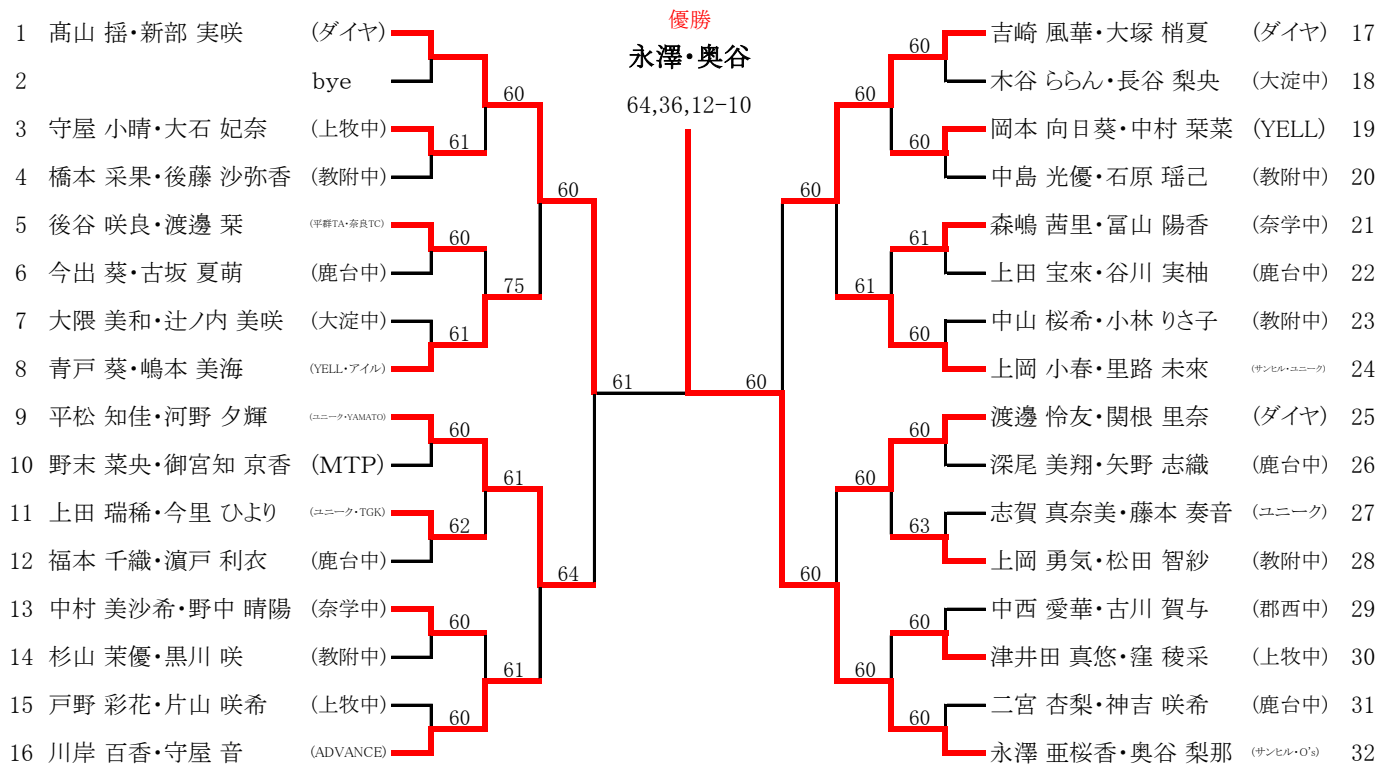 優勝
永澤・奥谷
64,36,12-10
1 髙山 揺・新部 実咲 (ダイヤ)
2 bye
3 守屋 小晴・大石 妃奈 (上牧中)
4 橋本 采果・後藤 沙弥香 (教附中)
5 後谷 咲良・渡邊 栞 (平群TA・奈良TC)
6 今出 葵・古坂 夏萌 (鹿台中)
7 大隈 美和・辻ノ内 美咲 (大淀中)
8 青戸 葵・嶋本 美海 (YELL・アイル)
9 平松 知佳・河野 夕輝 (ユニーク・YAMATO)
10 野末 菜央・御宮知 京香 (MTP)
11 上田 瑞稀・今里 ひより (ユニーク・TGK)
12 福本 千織・濵戸 利衣 (鹿台中)
13 中村 美沙希・野中 晴陽 (奈学中)
14 杉山 茉優・黒川 咲 (教附中)
15 戸野 彩花・片山 咲希 (上牧中)
16 川岸 百香・守屋 音 (ADVANCE)
61
60
61
60
61
62
60
60
60
75
61
61
60
64
61
60
吉崎 風華・大塚 梢夏 (ダイヤ) 17
木谷 ららん・長谷 梨央 (大淀中) 18
岡本 向日葵・中村 栞菜 (YELL) 19
中島 光優・石原 瑶己 (教附中) 20
森嶋 茜里・冨山 陽香 (奈学中) 21
上田 宝來・谷川 実柚 (鹿台中) 22
中山 桜希・小林 りさ子 (教附中) 23
上岡 小春・里路 未來 (サンヒル・ユニーク) 24
渡邊 怜友・関根 里奈 (ダイヤ) 25
深尾 美翔・矢野 志織 (鹿台中) 26
志賀 真奈美・藤本 奏音 (ユニーク) 27
上岡 勇気・松田 智紗 (教附中) 28
中西 愛華・古川 賀与 (郡西中) 29
津井田 真悠・窪 稜采 (上牧中) 30
二宮 杏梨・神吉 咲希 (鹿台中) 31
永澤 亜桜香・奥谷 梨那 (サンヒル・O's) 32
60
60
61
60
60
63
60
60
60
61
60
60
60
60